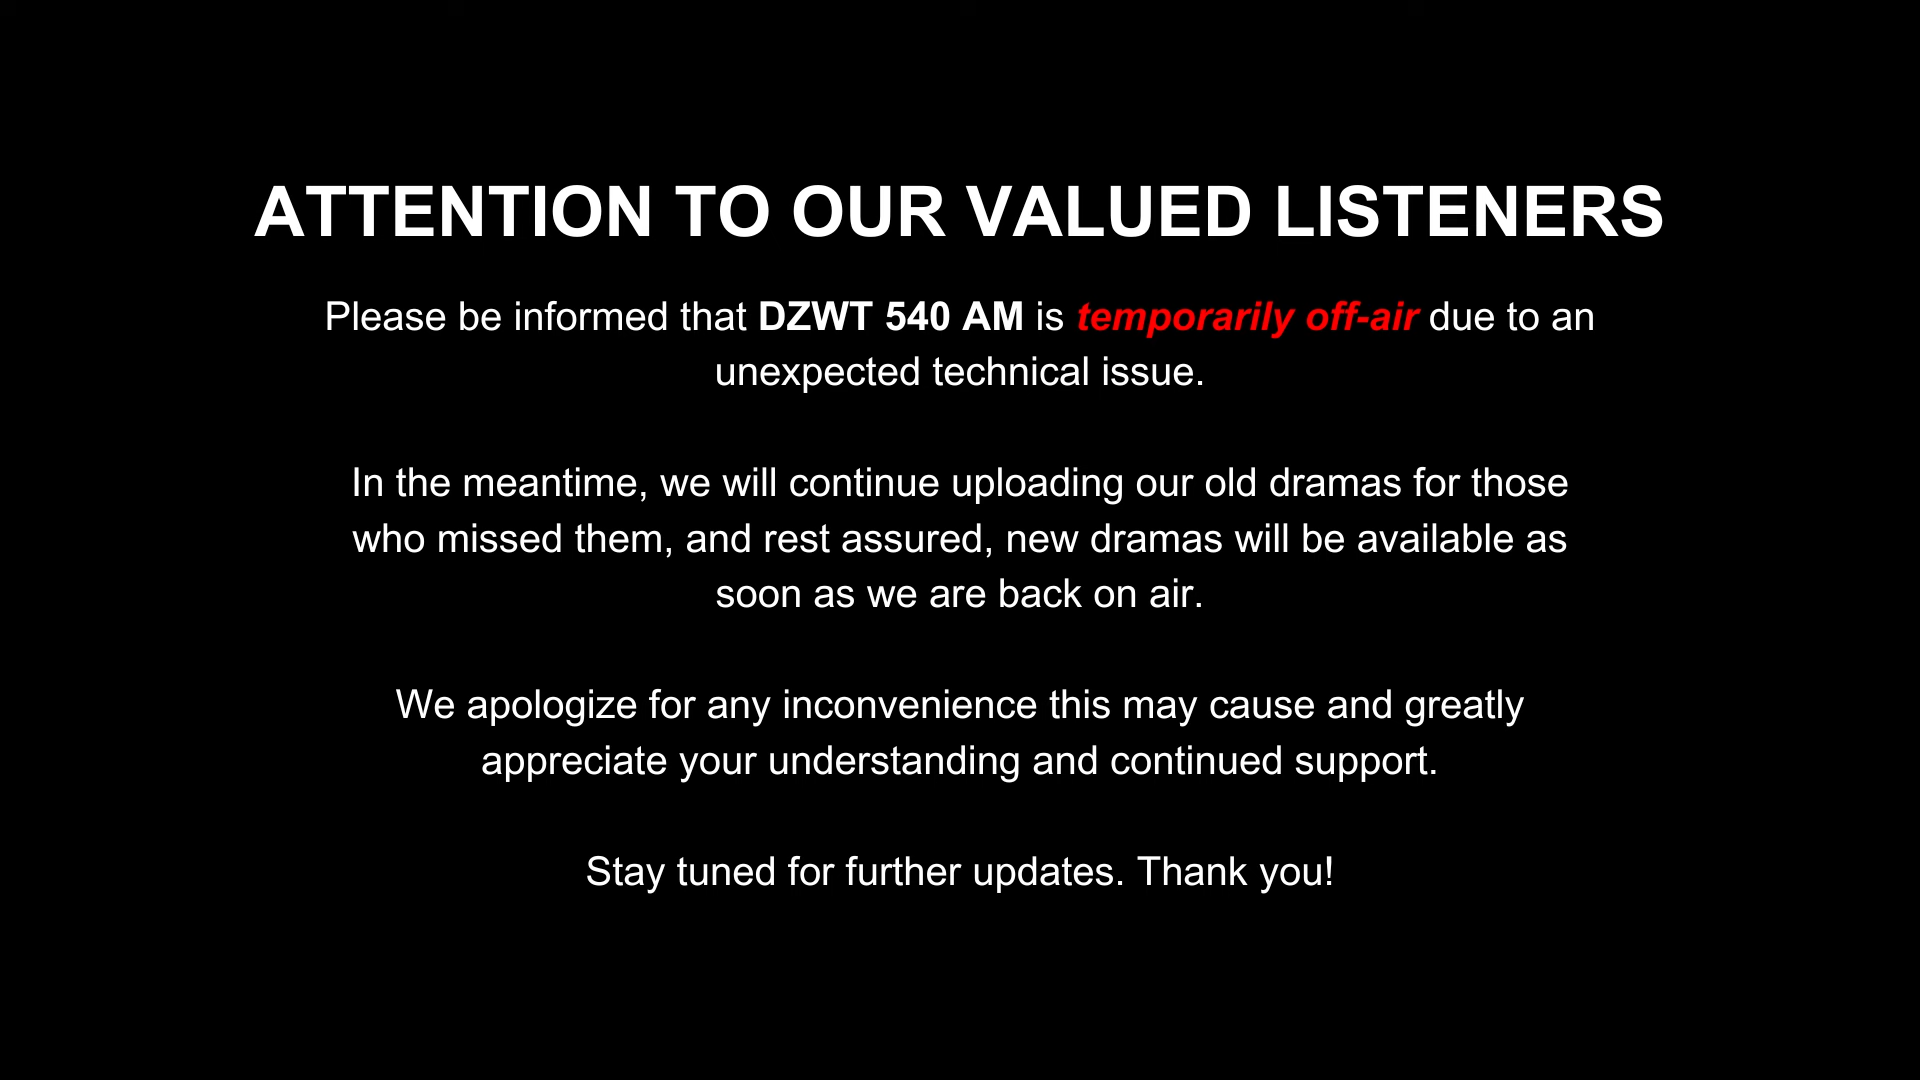 ATTENTION TO OUR VALUED LISTENERS
Please be informed that DZWT 540 AM is temporarily off-air due to an
unexpected technical issue.
In the meantime, we will continue uploading our old dramas for those
who missed them, and rest assured, new dramas will be available as
soon as we are back on air.
We apologize for any inconvenience this may cause and greatly
appreciate your understanding and continued support.
Stay tuned for further updates. Thank you!